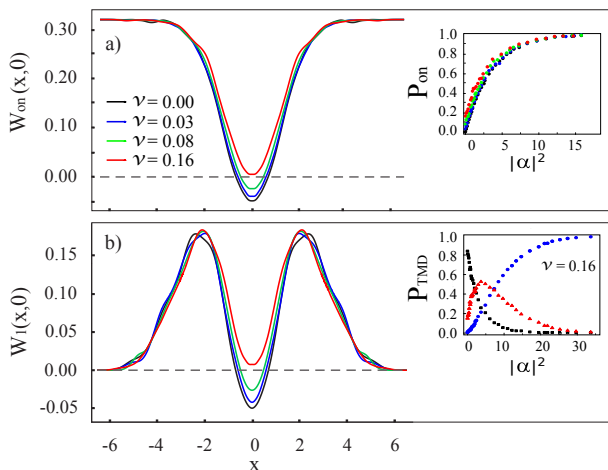 W_on(x,0)
0.30
0.20
0.10
0.00
a)
𝜈 = 0.00
𝜈 = 0.03
𝜈 = 0.08
𝜈 = 0.16
P_on
1.0
0.8
0.6
0.4
0.2
0.0
0 5 10 15
|α|²
W_1(x,0)
0.15
0.10
0.05
0.00
-0.05
b)
-6 -4 -2 0 2 4 6
x
P_TMD
1.0
0.8
0.6
0.4
0.2
0.0
𝜈 = 0.16
0 10 20 30
|α|²